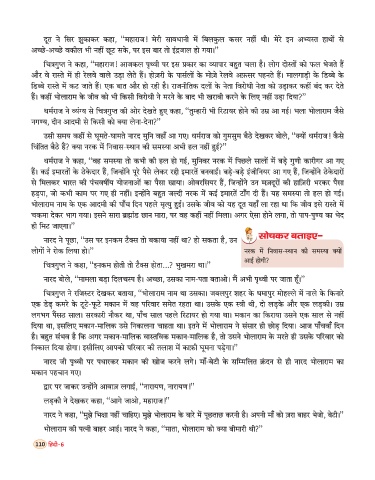 दूत ने सिर झुकाकर कहा, ‘‘महाराज! मेरी सावधानी में बिलकुल कसर नहीं थी। मेरे इन अभ्यस्त हाथों से
अच्छे-अच्छे वकील भी नहीं छूट सके, पर इस बार तो इंद्रजाल हो गया।’’
चित्रगुप्त ने कहा, ‘‘महाराज! आजकल पृथ्वी पर इस प्रकार का व्यापार बहुत चला है। लोग दोस्तों को फल भेजते हैं
और वे रास्ते में ही रेलवे वाले उड़ा लेते हैं। हौज़री के पार्सलों के मोज़े रेलवे आफ़सर पहनते हैं। मालगाड़ी के डिब्बे के
डिब्बे रास्ते में कट जाते हैं। एक बात और हो रही है। राजनीतिक दलों के नेता विरोधी नेता को उड़ाकर कहीं बंद कर देते
हैं। कहीं भोलाराम के जीव को भी किसी विरोधी ने मरने के बाद भी खराबी करने के लिए नहीं उड़ा दिया?’’
धर्मराज ने व्यंग्य से चित्रगुप्त की ओर देखते हुए कहा, ‘‘तुम्हारी भी रिटायर होने की उम्र आ गई। भला भोलाराम जैसे
नगण्य, दीन आदमी से किसी को क्या लेना-देना?’’
उसी समय कहीं से घूमते-घामते नारद मुनि वहाँ आ गए। धर्मराज को गुमसुम बैठे देखकर बोले, ‘‘क्यों धर्मराज! कैसे
चिंतित बैठे हैं? क्या नरक में निवास-स्थान की समस्या अभी हल नहीं हुई?’’
धर्मराज ने कहा, ‘‘वह समस्या तो कभी की हल हो गई, मुनिवर नरक में पिछले सालों में बड़े गुणी कारीगर आ गए
हैं। कई इमारतों के ठेकेदार हैं, जिन्होंने पूरे पैसे लेकर रद्दी इमारतें बनवाईं। बड़े-बड़े इंजीनियर आ गए हैं, जिन्होंने ठेकेदारों
से मिलकर भारत की पंचवर्षीय योजनाओं का पैसा खाया। ओवरसियर हैं, जिन्होंने उन मज़दूरों की हाज़िरी भरकर पैसा
हड़पा, जो कभी काम पर गए ही नहीं। इन्होंने बहुत जल्दी नरक में कई इमारतें टाँग दी हैं। यह समस्या तो हल हो गई।
भोलाराम नाम के एक आदमी की पाँच दिन पहले मृत्यु हुई। उसके जीव को यह दूत यहाँ ला रहा था कि जीव इसे रास्ते में
चकमा देकर भाग गया। इसने सारा ब्रह्मांड छान मारा, पर वह कहीं नहीं मिला। अगर ऐसा होने लगा, तो पाप-पुण्य का भेद
ही मिट जाएगा।’’
नारद ने पूछा, ‘‘उस पर इनकम टैक्स तो बकाया नहीं था? हो सकता है, उन
लोगों ने रोक लिया हो।’’
चित्रगुप्त ने कहा, ‘‘इनकम होती तो टैक्स होता...? भुखमरा था।’’
सोचकर बताइए–
नरक में निवास-स्थान की समस्या क्यों
आई होगी?
नारद बोले, ‘‘मामला बड़ा दिलचस्प है। अच्छा, उसका नाम-पता बताओ। मैं अभी पृथ्वी पर जाता हूँ।’’
चित्रगुप्त ने रजिस्टर देखकर बताया, ‘‘भोलाराम नाम था उसका। जबलपुर शहर के घमापुर मोहल्ले में नाले के किनारे
एक डेढ़ कमरे के टूटे-फूटे मकान में वह परिवार समेत रहता था। उसके एक स्त्री थी, दो लड़के और एक लड़की। उम्र
लगभग पैंसठ साल। सरकारी नौकर था, पाँच साल पहले रिटायर हो गया था। मकान का किराया उसने एक साल से नहीं
दिया था, इसलिए मकान-मालिक उसे निकालना चाहता था। इतने में भोलाराम ने संसार ही छोड़ दिया। आज पाँचवाँ दिन
है। बहुत संभव है कि अगर मकान-मालिक वास्तविक मकान-मालिक है, तो उसने भोलाराम के मरते ही उसके परिवार को
निकाल दिया होगा। इसीलिए आपको परिवार की तलाश में काफ़ी घूमना पड़ेगा।’’
नारद जी पृथ्वी पर पधारकर मकान की खोज करने लगे। माँ-बेटी के सम्मिलित क्रंदन से ही नारद भोलाराम का
मकान पहचान गए।
द्वार पर जाकर उन्होंने आवाज़ लगाई, ‘‘नारायण, नारायण!’’
लड़की ने देखकर कहा, ‘‘आगे जाओ, महाराज!’’
नारद ने कहा, ‘‘मुझे भिक्षा नहीं चाहिए। मुझे भोलाराम के बारे में पूछताछ करनी है। अपनी माँ को ज़रा बाहर भेजो, बेटी।’’
भोलाराम की पत्नी बाहर आई। नारद ने कहा, ‘‘माता, भोलाराम को क्या बीमारी थी?’’
110 हिन्दी-6